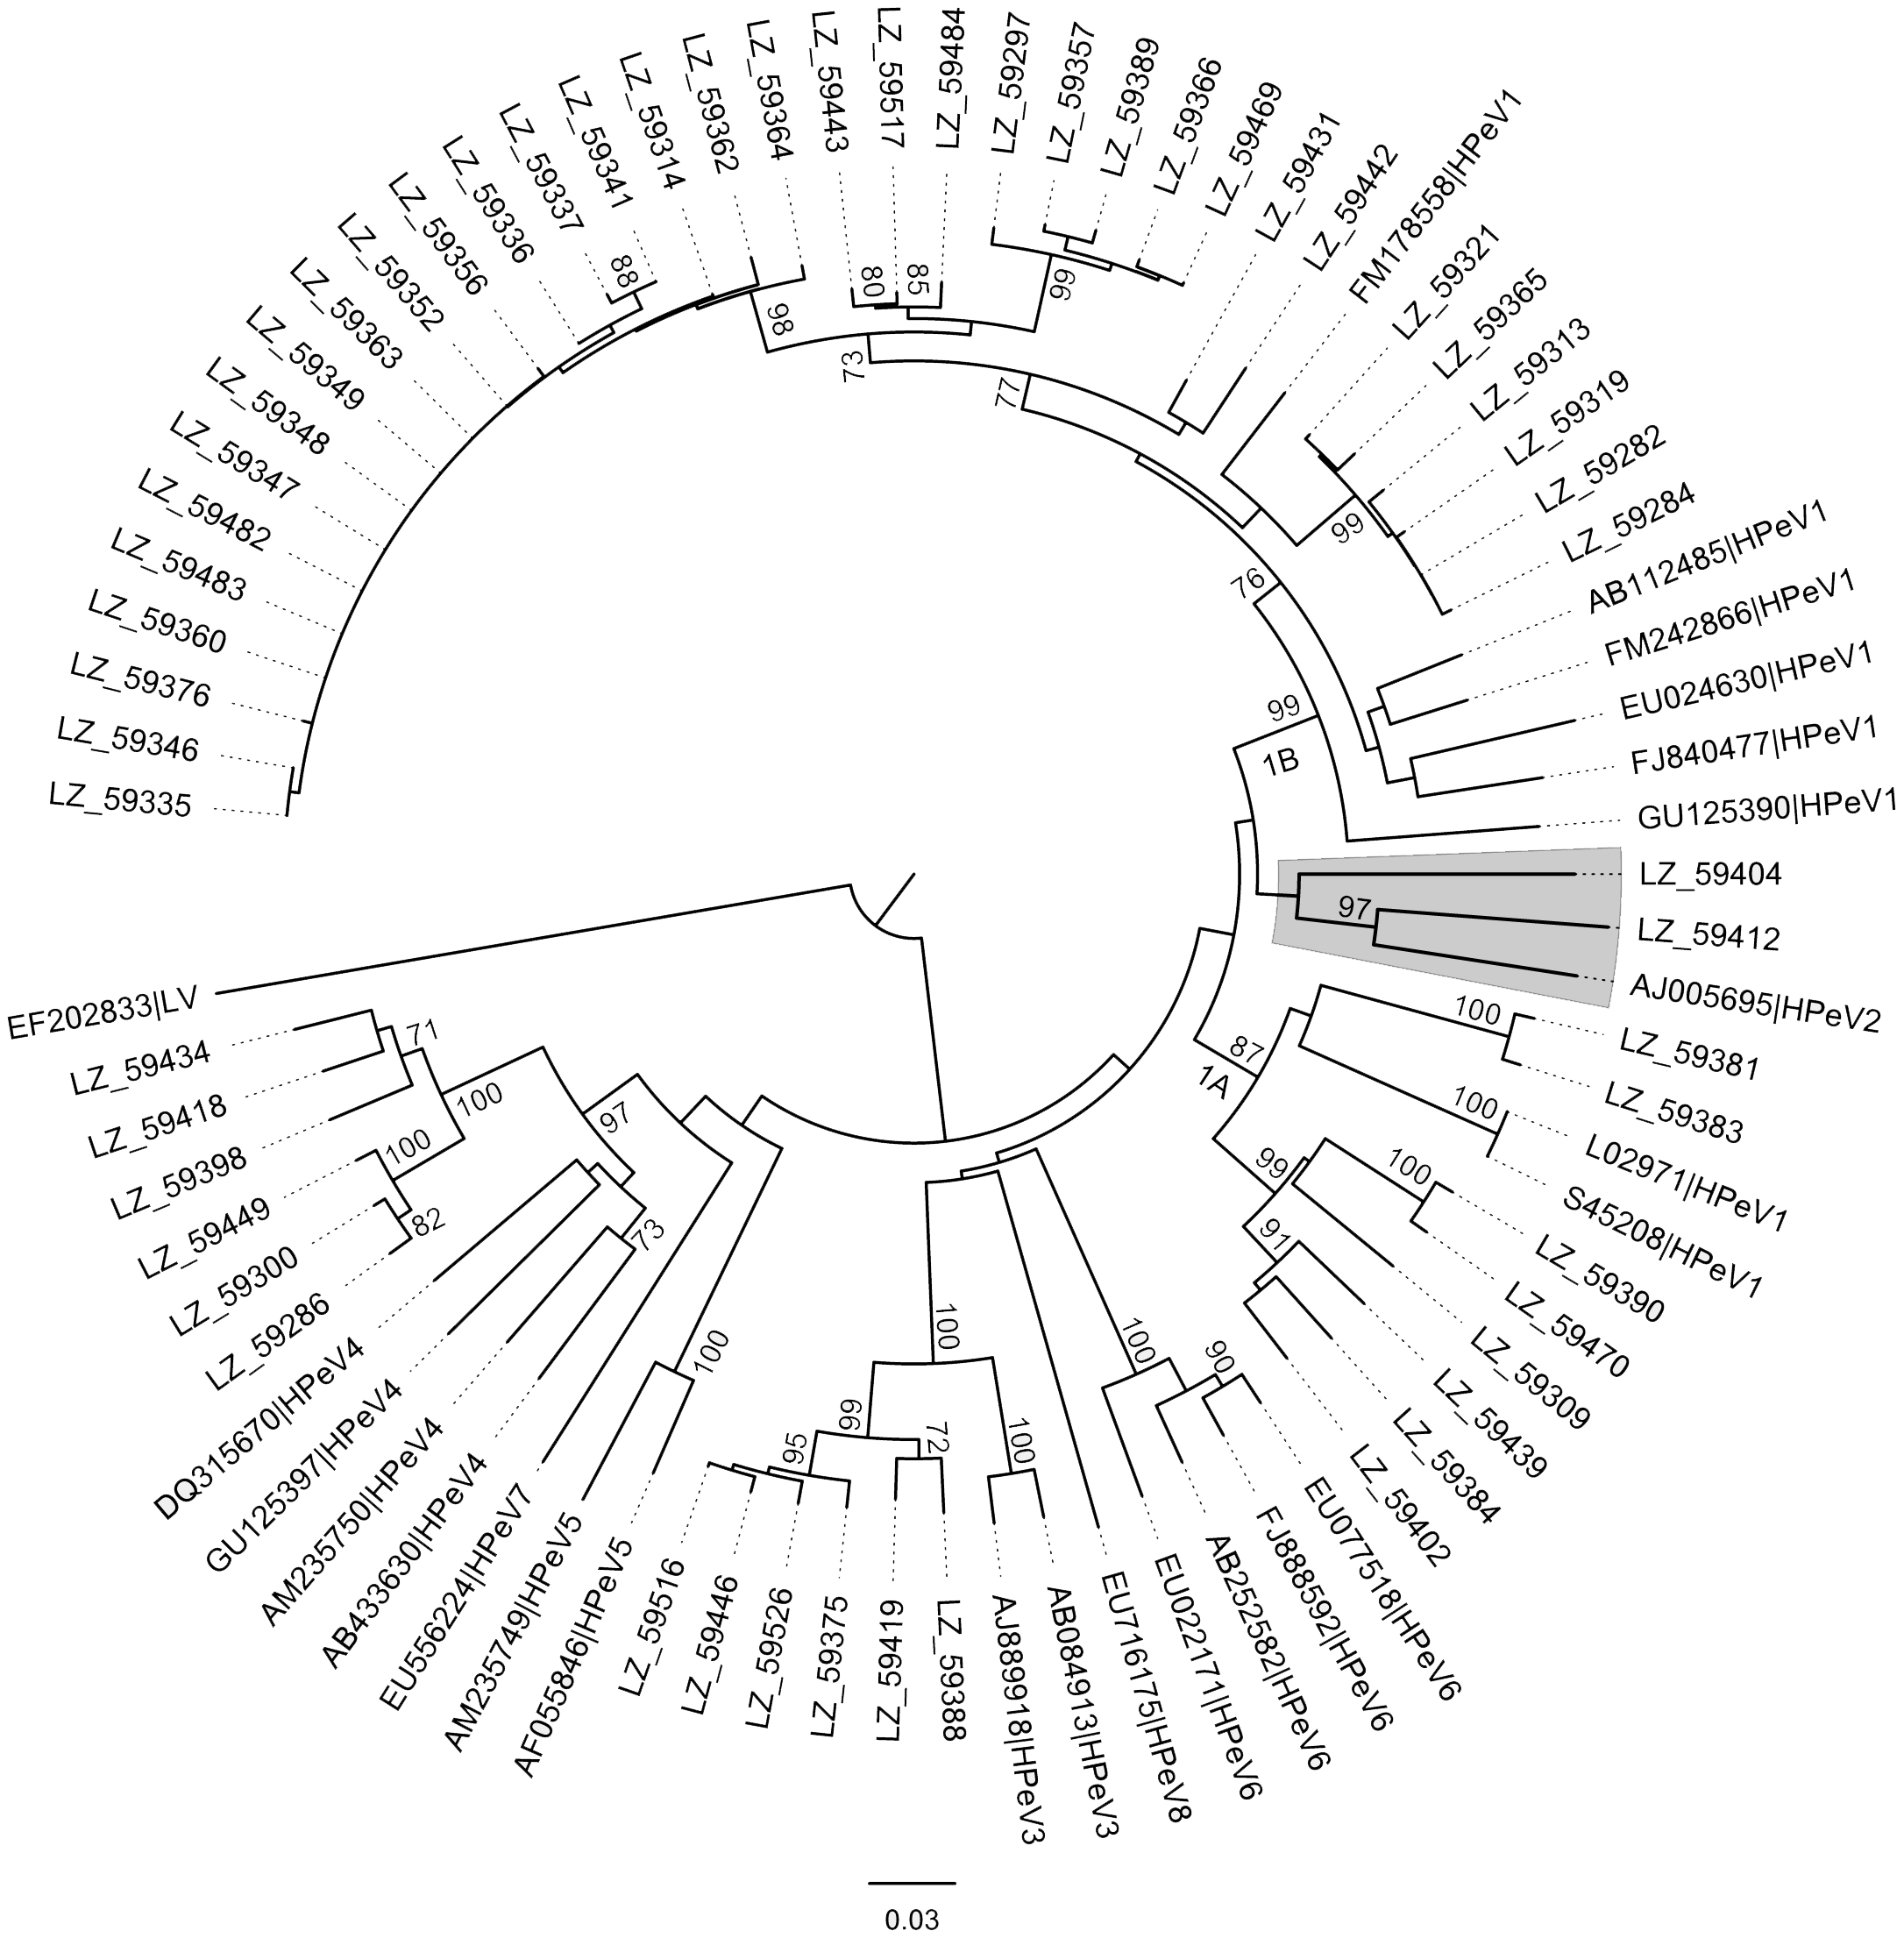 LZ_59335
LZ_59346
LZ_59376
LZ_59360
LZ_59483
LZ_59482
LZ_59347
LZ_59348
LZ_59349
LZ_59363
LZ_59352
LZ_59356
LZ_59336
LZ_59337
LZ_59341
LZ_59314
LZ_59362
LZ_59364
LZ_59443
LZ_59517
LZ_59484
LZ_59297
LZ_59357
LZ_59389
LZ_59366
LZ_59469
LZ_59431
LZ_59442
FM178558|HPeV1
LZ_59321
LZ_59365
LZ_59313
LZ_59319
LZ_59282
LZ_59284
AB112485|HPeV1
FM242866|HPeV1
EU024630|HPeV1
FJ840477|HPeV1
GU125390|HPeV1
LZ_59404
LZ_59412
AJ005695|HPeV2
LZ_59381
LZ_59383
L02971|HPeV1
S45208|HPeV1
LZ_59390
LZ_59470
LZ_59309
LZ_59439
LZ_59384
LZ_59402
EU077518|HPeV6
FJ888592|HPeV6
AB252582|HPeV6
EU022171|HPeV6
EU716175|HPeV8
AB084913|HPeV3
AJ889918|HPeV3
LZ_59388
LZ_59419
LZ_59375
LZ_59526
LZ_59446
LZ_59516
AF055846|HPeV5
AM235749|HPeV5
EU556224|HPeV7
AB433630|HPeV4
AM235750|HPeV4
GU125397|HPeV4
DQ315670|HPeV4
LZ_59286
LZ_59300
LZ_59449
LZ_59398
LZ_59418
LZ_59434
EF202833|LV
88
98
80
85
99
73
77
99
76
99
1B
97
100
87
1A
100
99
100
91
90
100
100
100
72
99
95
100
73
97
82
100
100
71
0.03